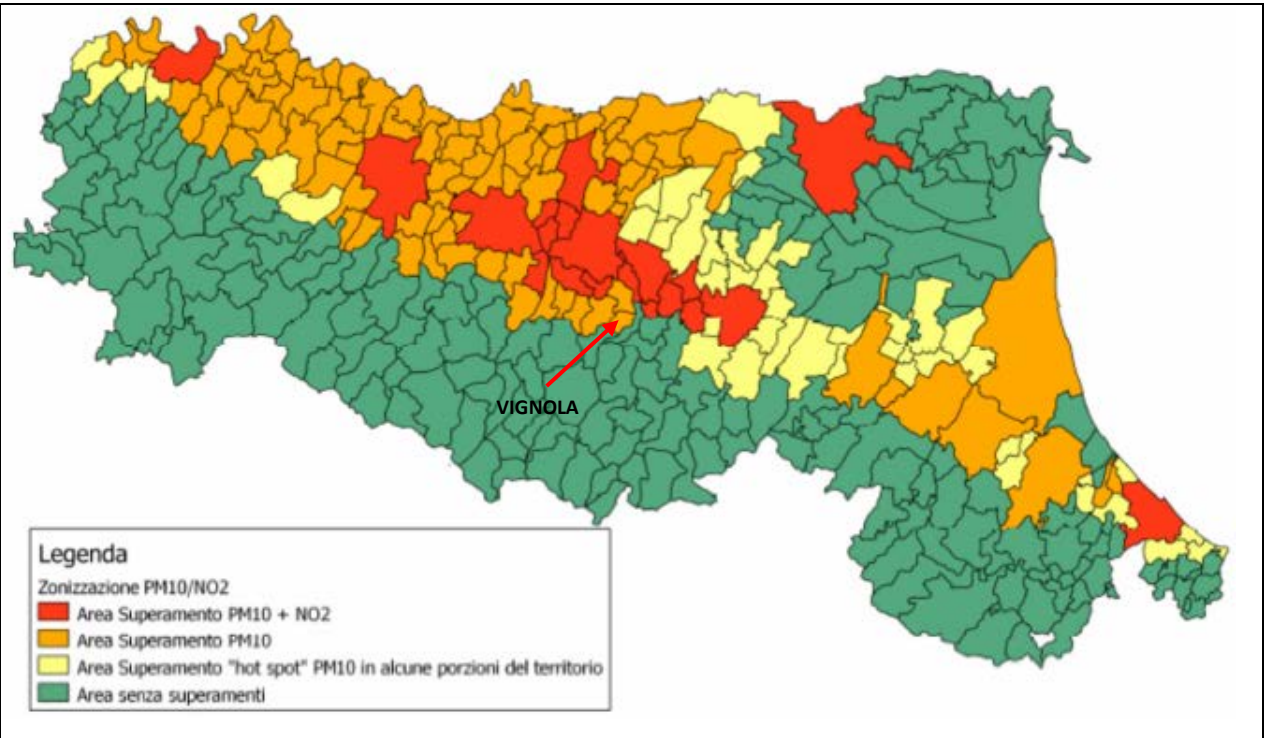 VIGNOLA
Legenda
Zonizzazione PM10/NO2
Area Superamento PM10 + NO2
Area Superamento PM10
Area Superamento "hot spot" PM10 in alcune porzioni del territorio
Area senza superamenti